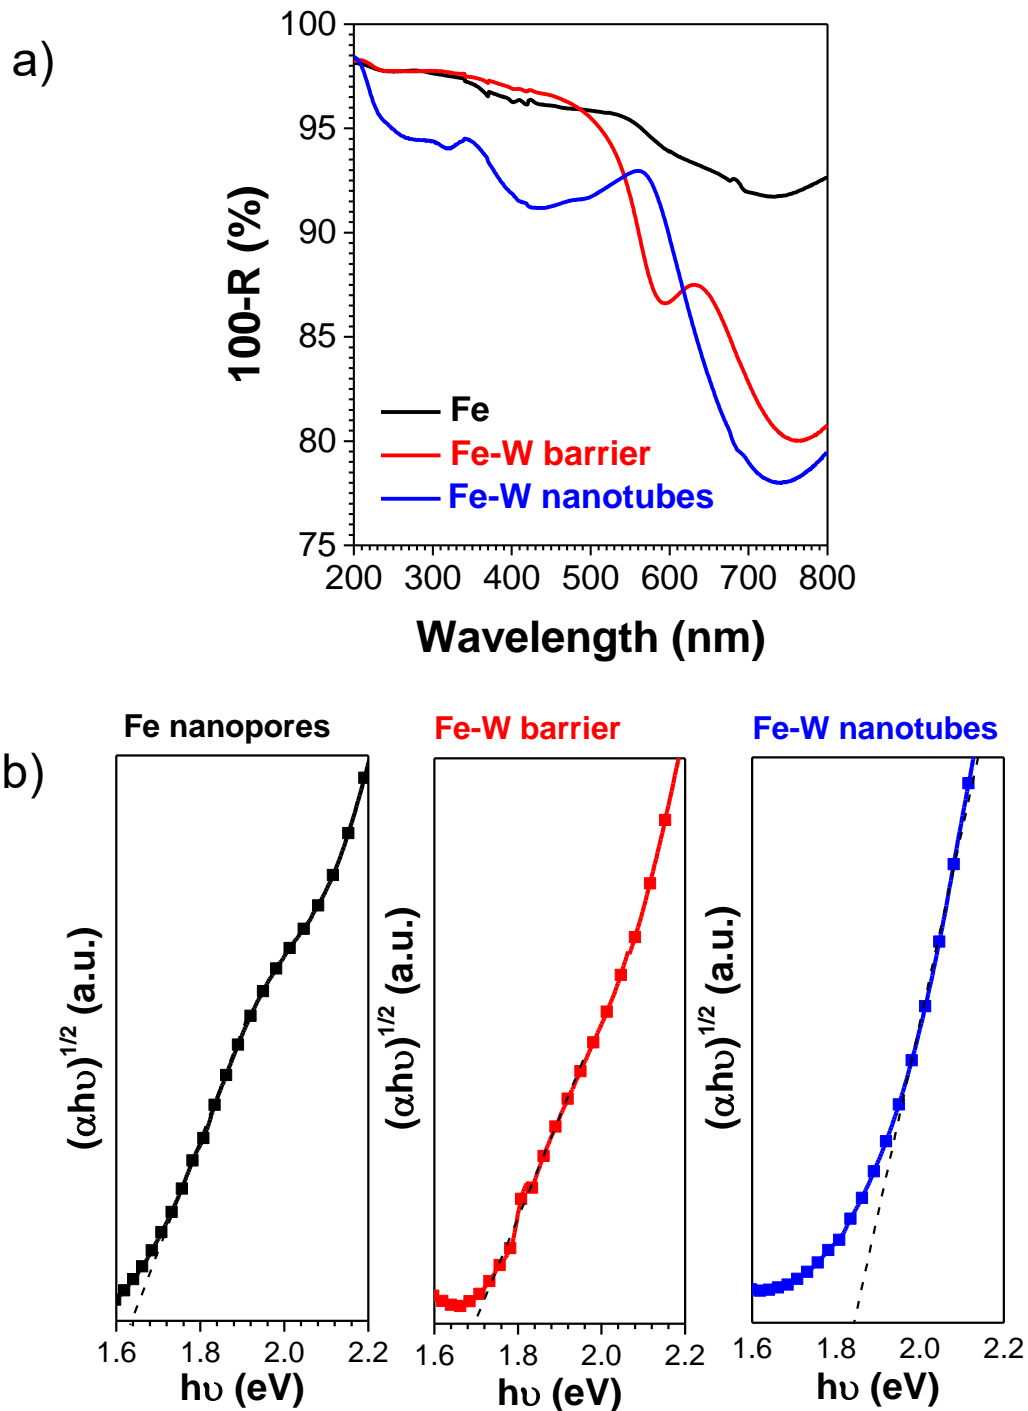 a)
100
95
90
85
80
75
100-R (%)
Fe
Fe-W barrier
Fe-W nanotubes
200 300 400 500 600 700 800
Wavelength (nm)
b)
Fe nanopores
Fe-W barrier
Fe-W nanotubes
(αhυ)^1/2 (a.u.)
(αhυ)^1/2 (a.u.)
(αhυ)^1/2 (a.u.)
1.6 1.8 2.0 2.2
1.6 1.8 2.0 2.2
1.6 1.8 2.0 2.2
hυ (eV)
hυ (eV)
hυ (eV)